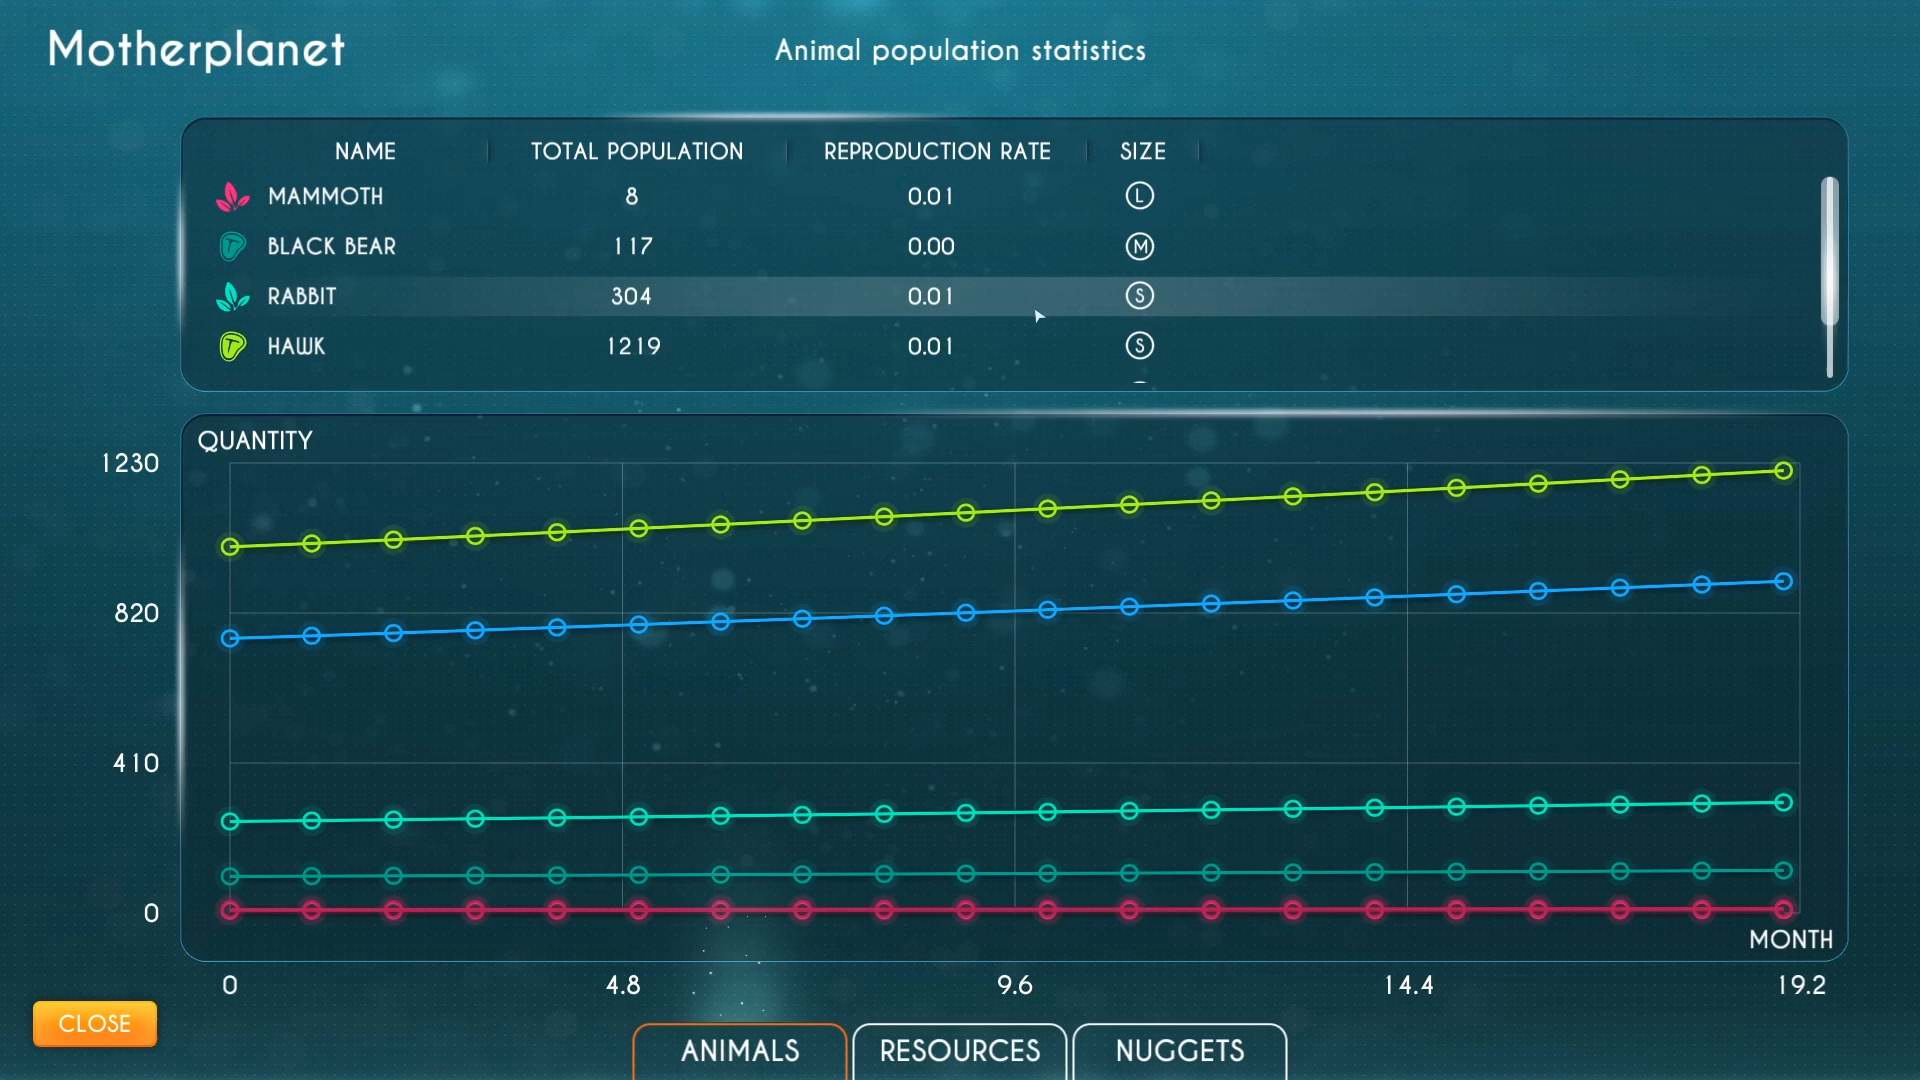 Motherplanet
Animal population statistics
NAME TOTAL POPULATION REPRODUCTION RATE SIZE
MAMMOTH 8 0.01 L
BLACK BEAR 117 0.00 M
RABBIT 304 0.01 S
HAWK 1219 0.01 S
QUANTITY
1230
820
410
0
MONTH
0 4.8 9.6 14.4 19.2
CLOSE
ANIMALS RESOURCES NUGGETS